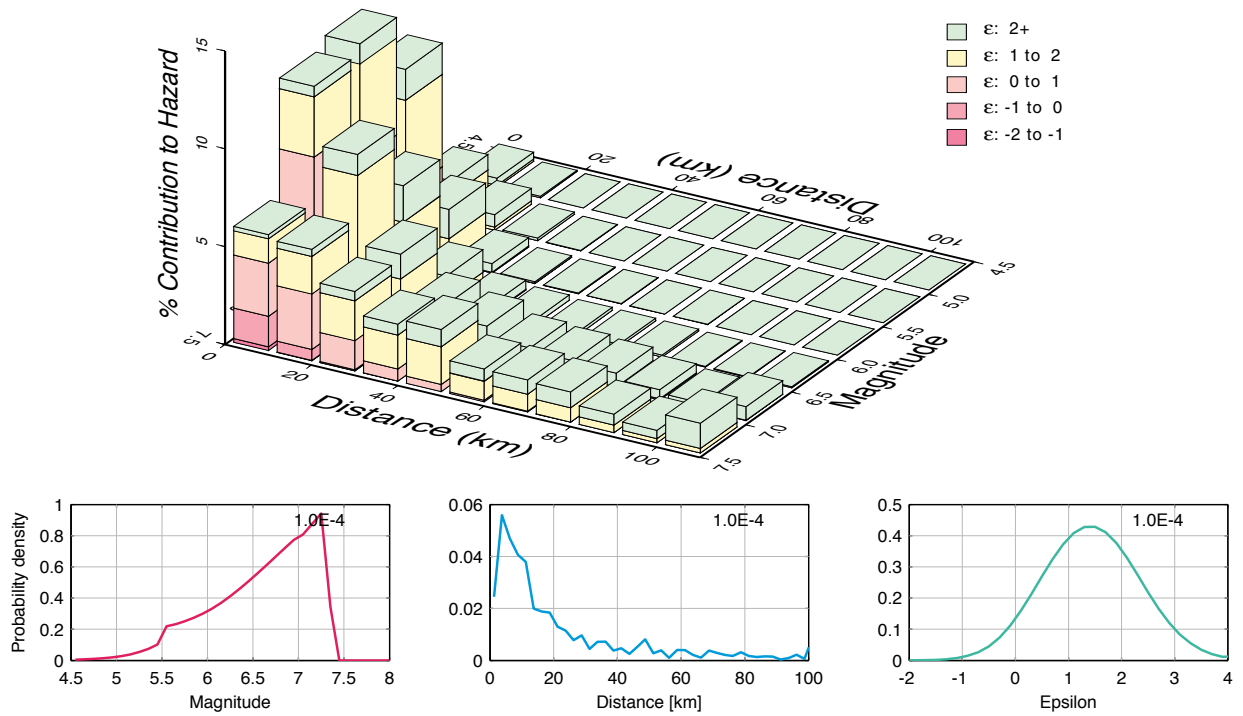 ε: 2+
ε: 1 to 2
ε: 0 to 1
ε: -1 to 0
ε: -2 to -1
% Contribution to Hazard
15
10
5
4.5
0
20
40
60
80
100
Distance (km)
4.5
5.0
5.5
6.0
6.5
7.0
7.5
Magnitude
7.5
0
20
40
60
80
100
Distance (km)
Probability density
1
0.8
0.6
0.4
0.2
0
1.0E-4
4.5 5 5.5 6 6.5 7 7.5 8
Magnitude
0.06
0.04
0.02
0
1.0E-4
0 20 40 60 80 100
Distance [km]
0.5
0.4
0.3
0.2
0.1
0
1.0E-4
-2 -1 0 1 2 3 4
Epsilon